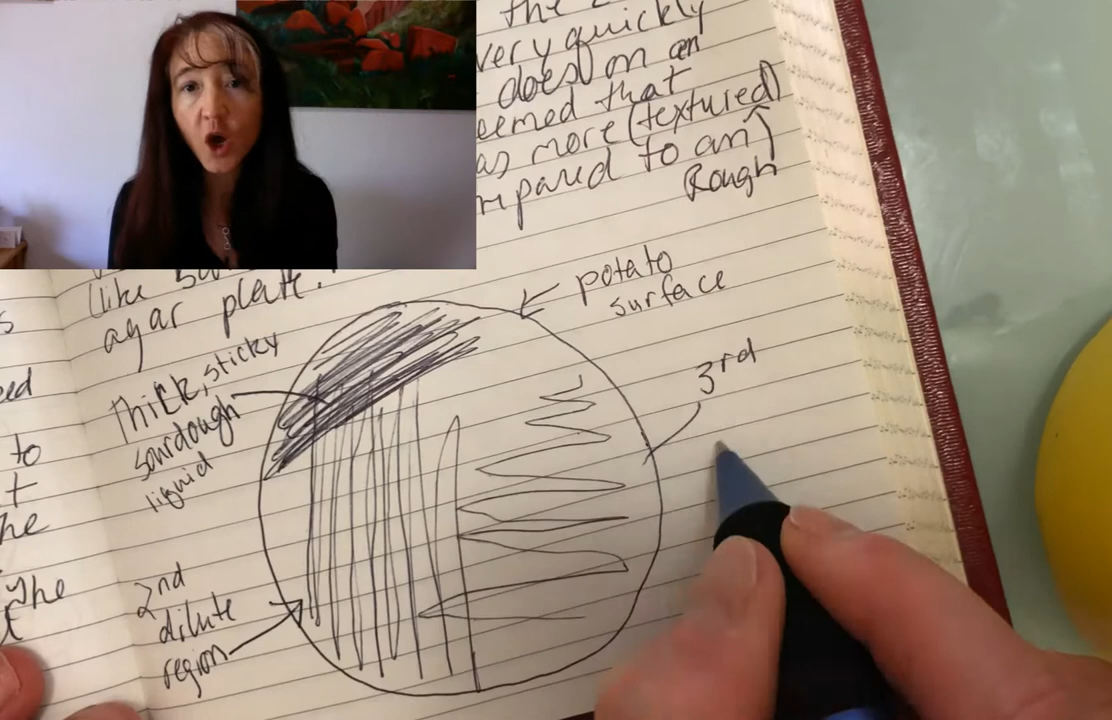 the
very quickly
does on an
eemed that
as more (textured)
mpared to an
Rough
(like
agar plate.
potato
surface
Thick, sticky
sourdough
liquid
3rd
2nd
dilute
region
ed
to
t
he
the